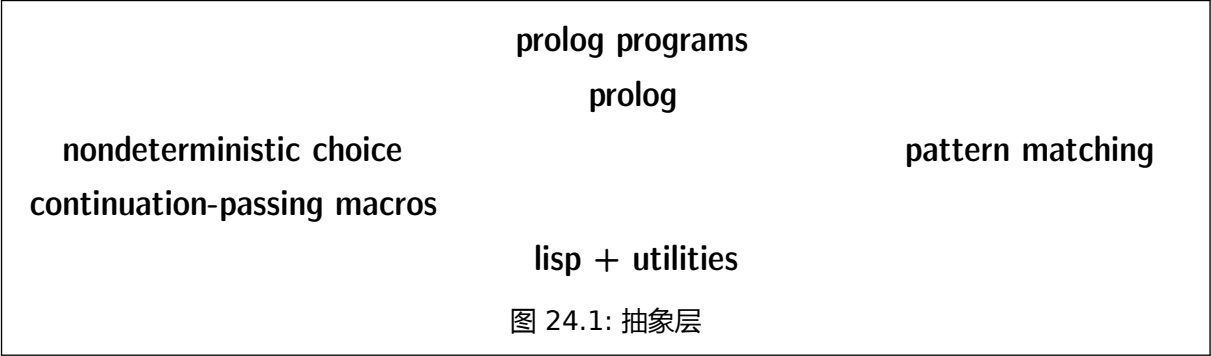 prolog programs
prolog
nondeterministic choice pattern matching
continuation-passing macros
lisp + utilities
图 24.1: 抽象层